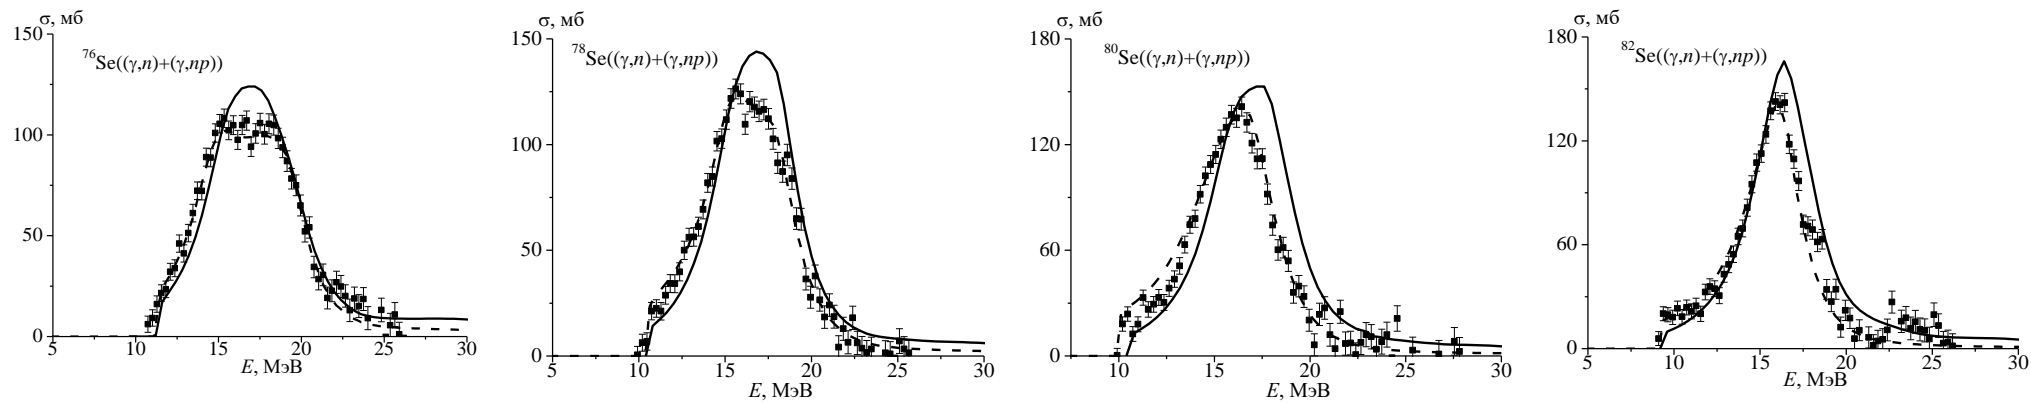 σ, мб
150
100
50
0
⁷⁶Se((γ,n)+(γ,np))
5 10 15 20 25 30
E, МэВ
σ, мб
150
100
50
0
⁷⁸Se((γ,n)+(γ,np))
5 10 15 20 25 30
E, МэВ
σ, мб
180
120
60
0
⁸⁰Se((γ,n)+(γ,np))
10 15 20 25 30
E, МэВ
σ, мб
180
120
60
0
⁸²Se((γ,n)+(γ,np))
5 10 15 20 25 30
E, МэВ